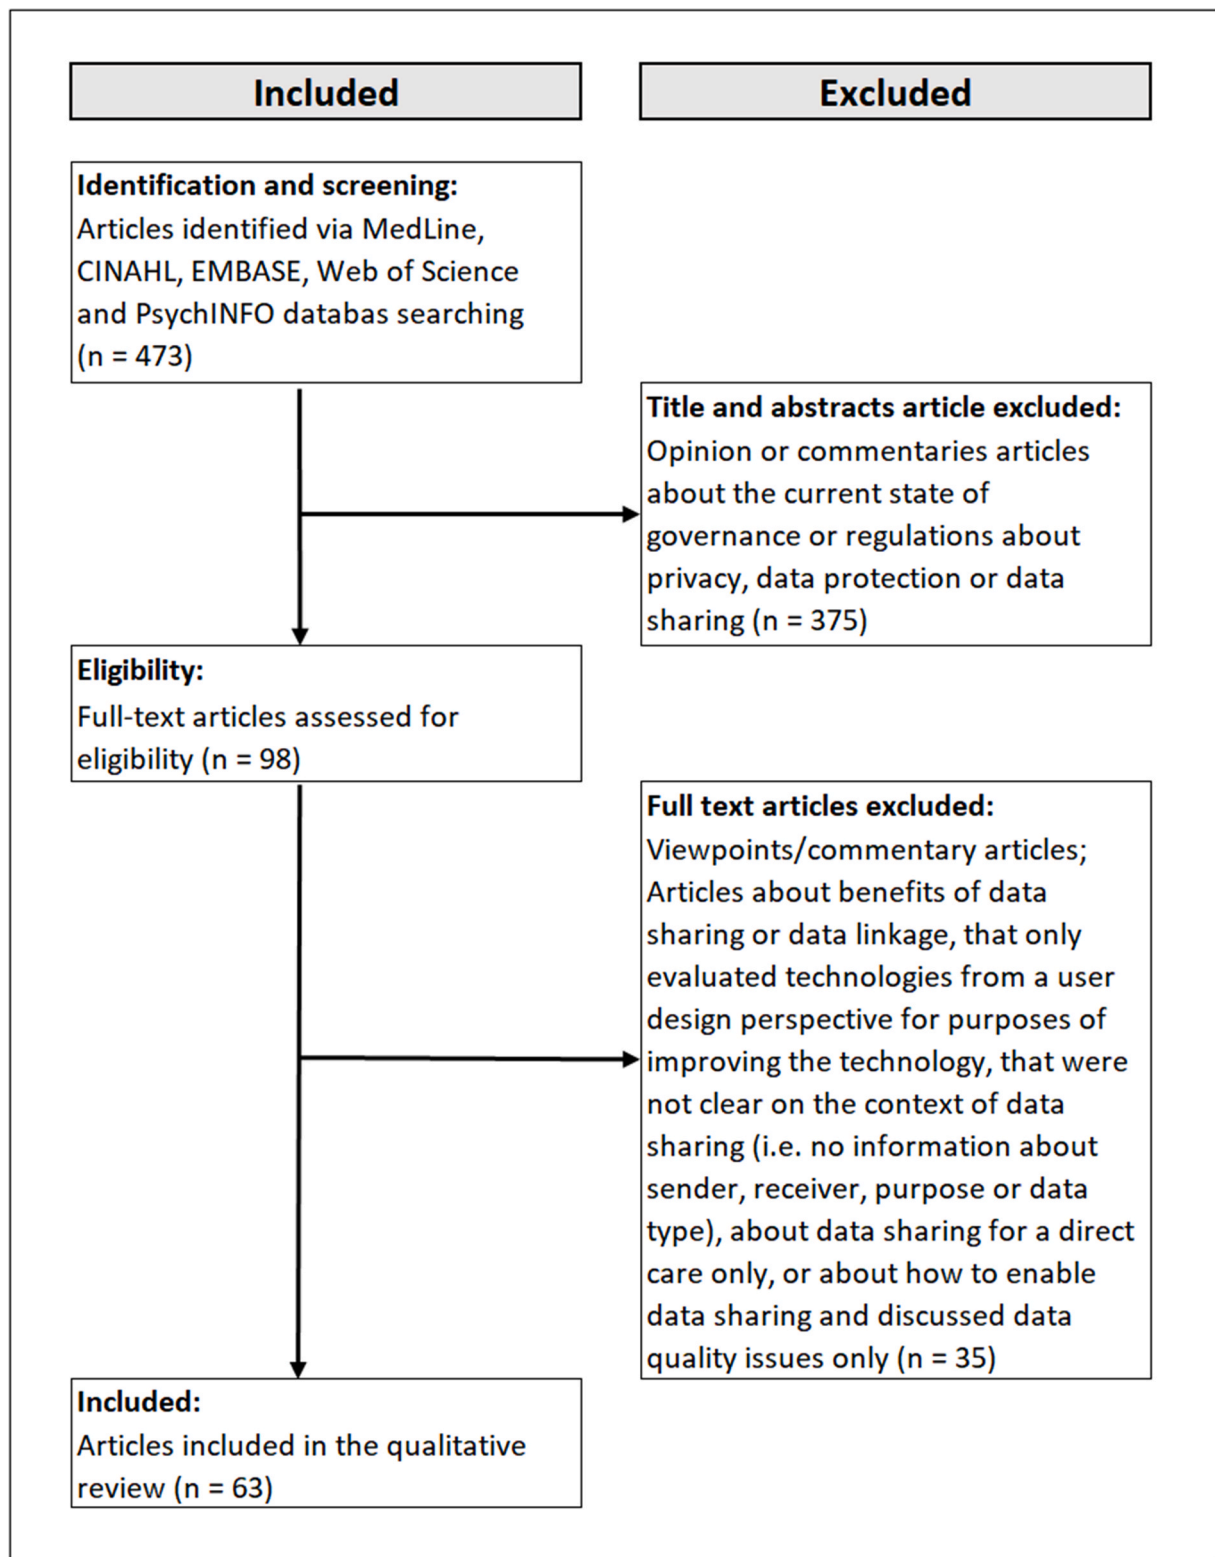 Included
Excluded
Identification and screening:
Articles identified via MedLine,
CINAHL, EMBASE, Web of Science
and PsychINFO databas searching
(n = 473)
Title and abstracts article excluded:
Opinion or commentaries articles
about the current state of
governance or regulations about
privacy, data protection or data
sharing (n = 375)
Eligibility:
Full-text articles assessed for
eligibility (n = 98)
Full text articles excluded:
Viewpoints/commentary articles;
Articles about benefits of data
sharing or data linkage, that only
evaluated technologies from a user
design perspective for purposes of
improving the technology, that were
not clear on the context of data
sharing (i.e. no information about
sender, receiver, purpose or data
type), about data sharing for a direct
care only, or about how to enable
data sharing and discussed data
quality issues only (n = 35)
Included:
Articles included in the qualitative
review (n = 63)